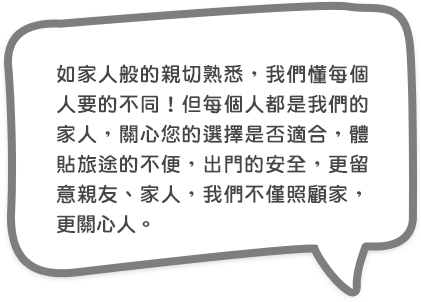 如家人般的親切熟悉，我們懂每個
人要的不同！但每個人都是我們的
家人，關心您的選擇是否適合，體
貼旅途的不便，出門的安全，更留
意親友、家人，我們不僅照顧家，
更關心人。